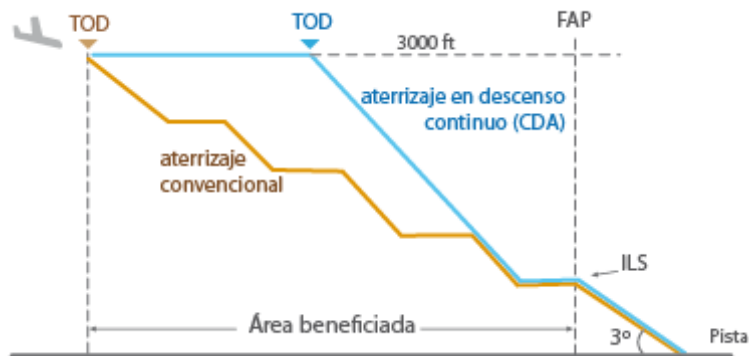 TOD
TOD
FAP
3000 ft
aterrizaje en descenso
continuo (CDA)
aterrizaje
convencional
ILS
Área beneficiada
3º
Pista